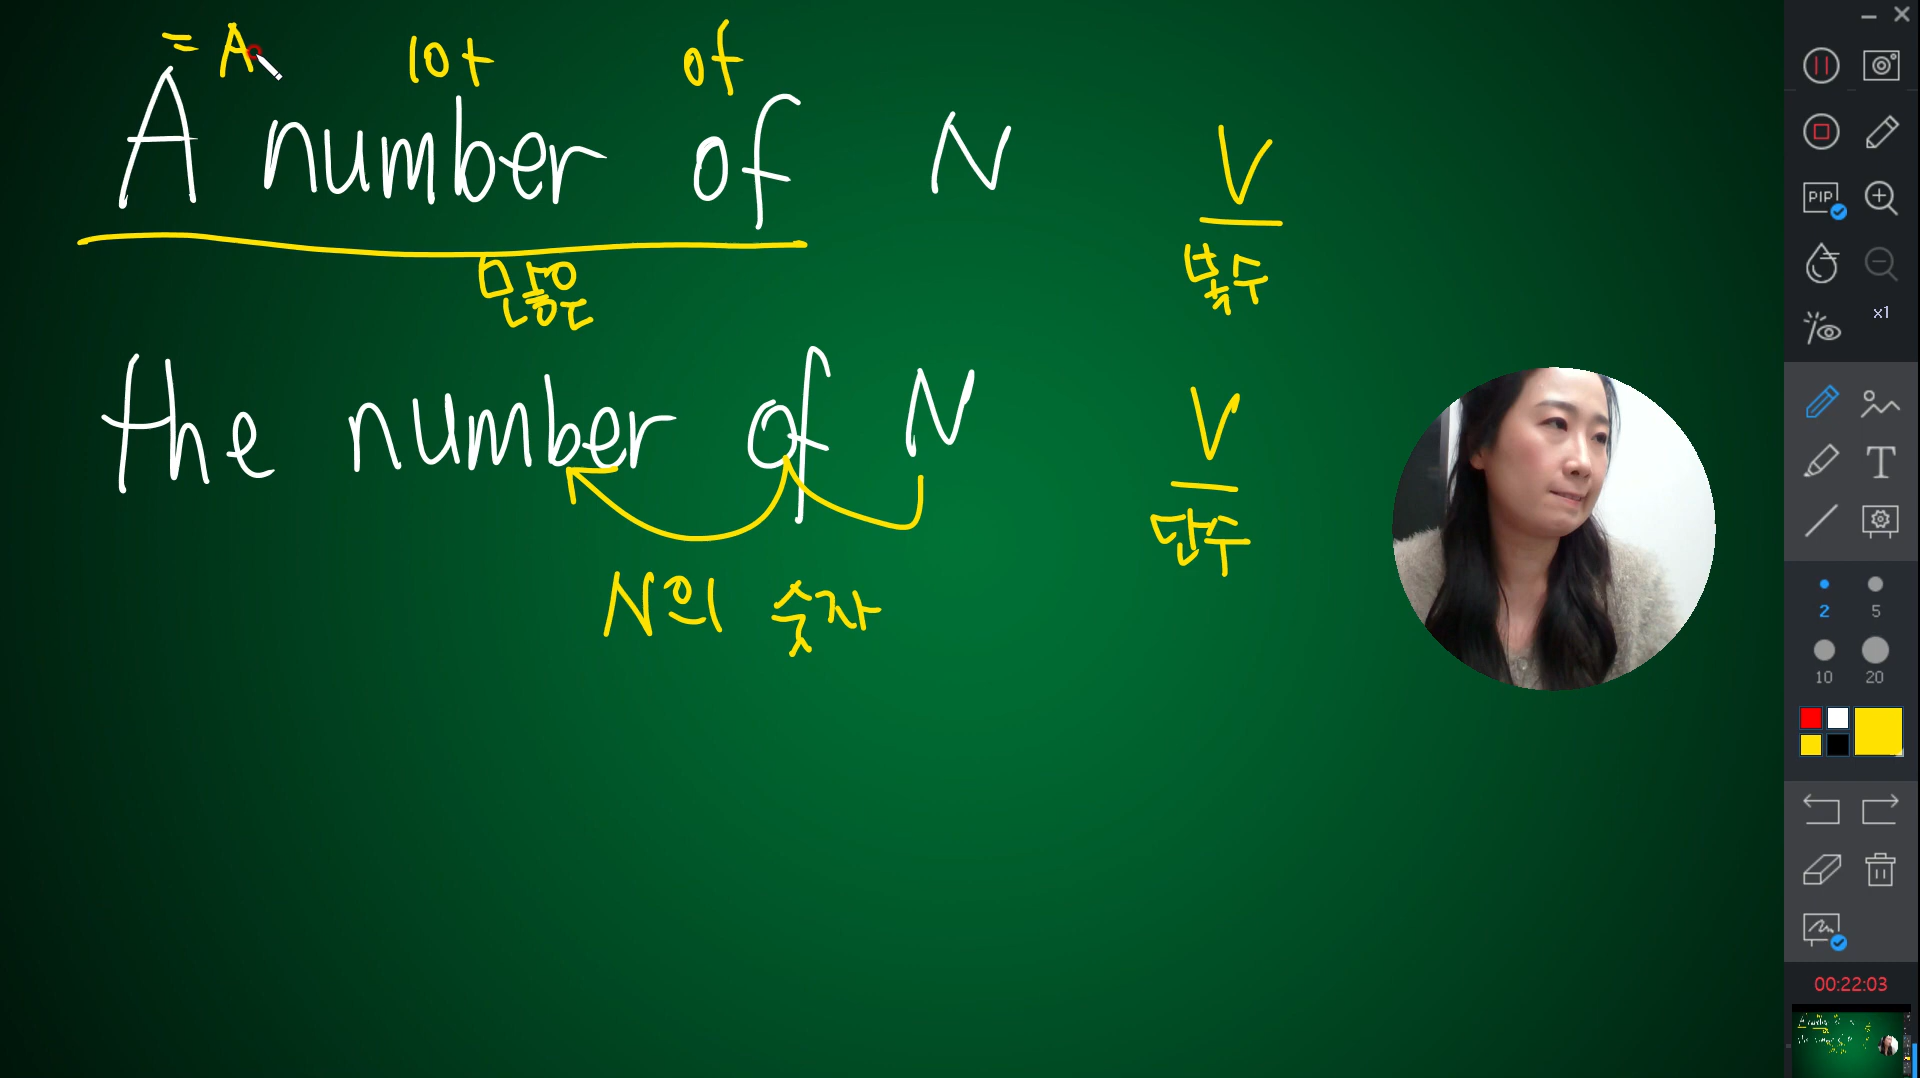 = A lot of
A number of N V
많은
복수
the number of N V
단수
N의 숫자
PIP
x1
T
2
5
10
20
00:22:03